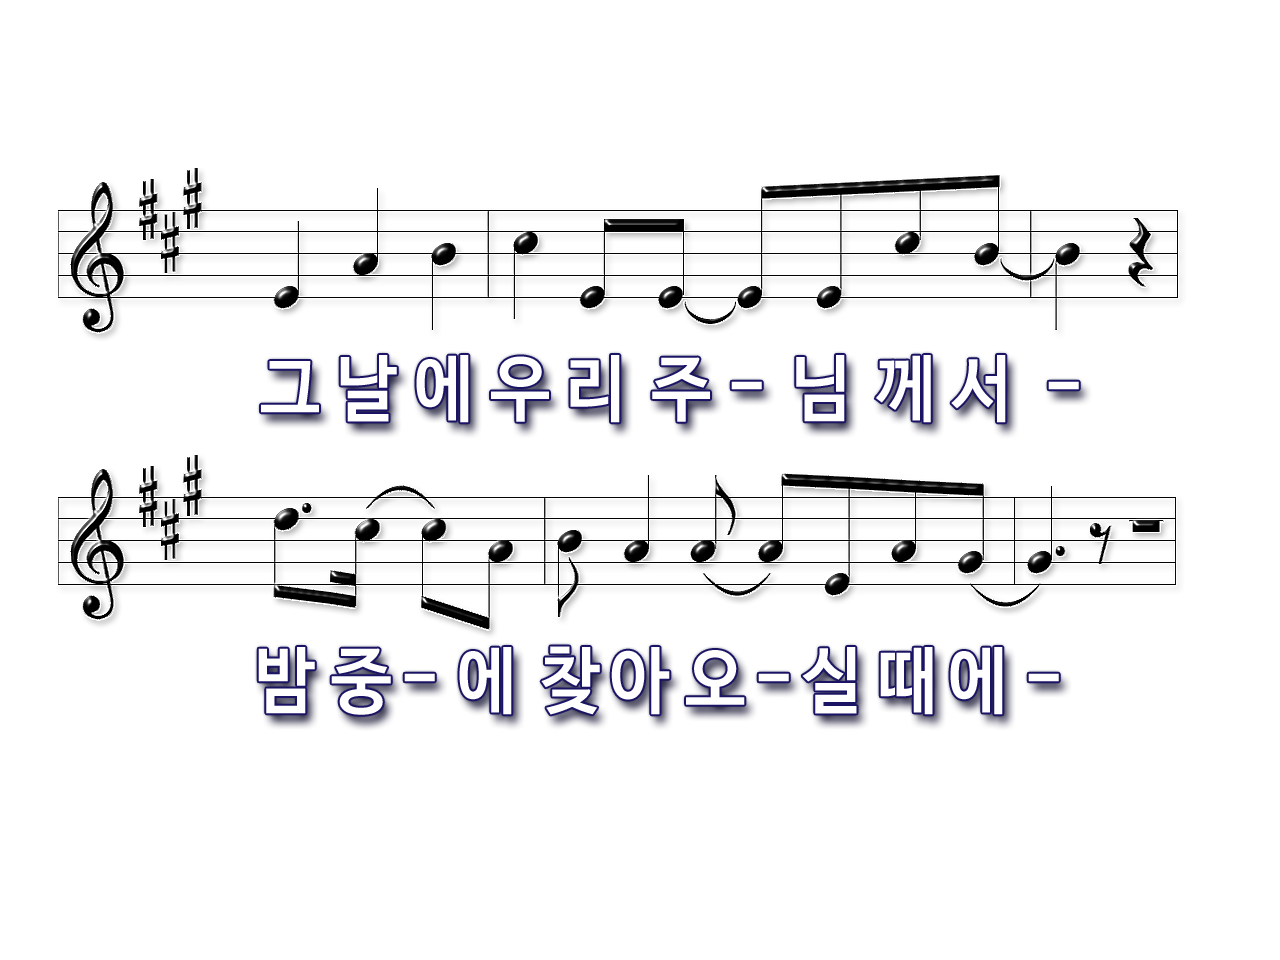 그날에우리 주- 님 께 서 -
밤 중- 에 찾아 오-실 때에 -